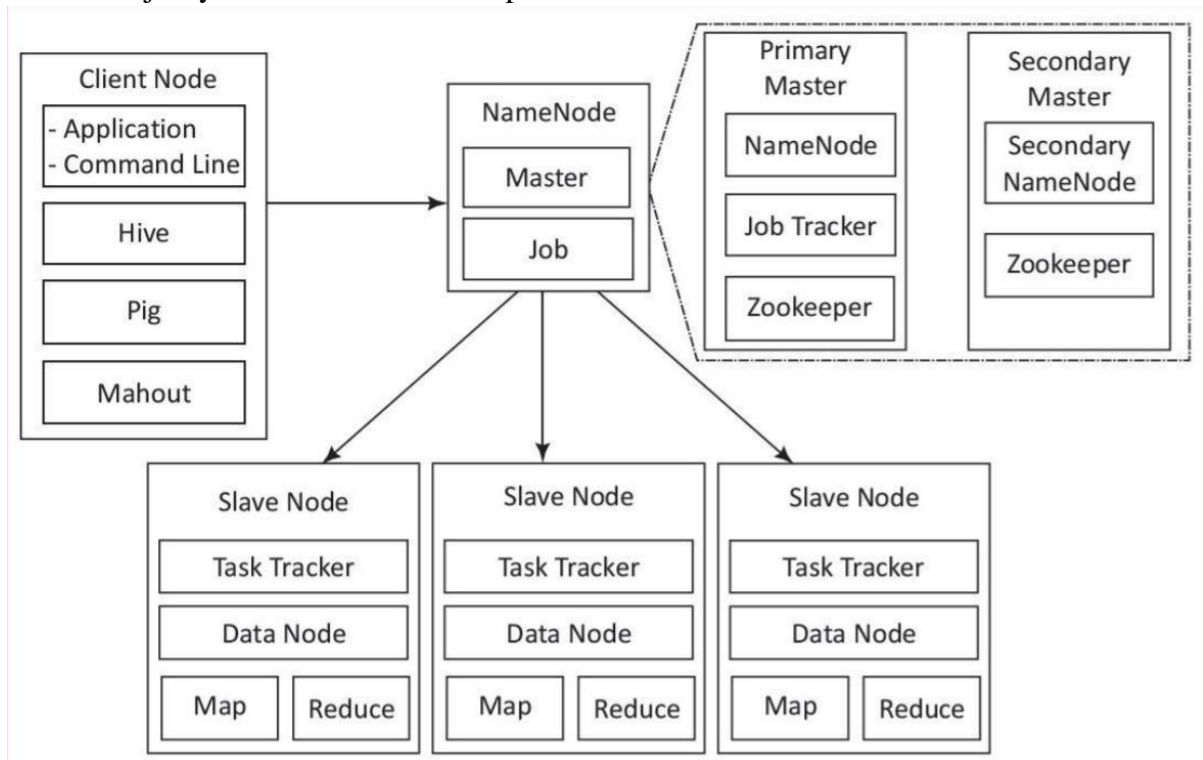 Client Node
- Application
- Command Line
Hive
Pig
Mahout
NameNode
Master
Job
Primary
Master
NameNode
Job Tracker
Zookeeper
Secondary
Master
Secondary
NameNode
Zookeeper
Slave Node
Task Tracker
Data Node
Map
Reduce
Slave Node
Task Tracker
Data Node
Map
Reduce
Slave Node
Task Tracker
Data Node
Map
Reduce